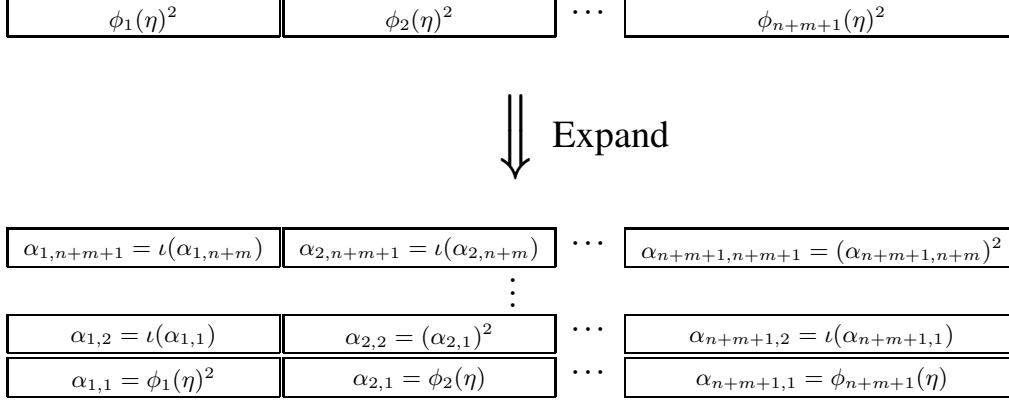 ϕ₁(η)² ϕ₂(η)² ⋯ ϕₙ₊ₘ₊₁(η)²
⇓ Expand
α₁,ₙ₊ₘ₊₁ = ι(α₁,ₙ₊ₘ) α₂,ₙ₊ₘ₊₁ = ι(α₂,ₙ₊ₘ) ⋯ αₙ₊ₘ₊₁,ₙ₊ₘ₊₁ = (αₙ₊ₘ₊₁,ₙ₊ₘ)²
⋮
α₁,₂ = ι(α₁,₁) α₂,₂ = (α₂,₁)² ⋯ αₙ₊ₘ₊₁,₂ = ι(αₙ₊ₘ₊₁,₁)
α₁,₁ = ϕ₁(η)² α₂,₁ = ϕ₂(η) ⋯ αₙ₊ₘ₊₁,₁ = ϕₙ₊ₘ₊₁(η)